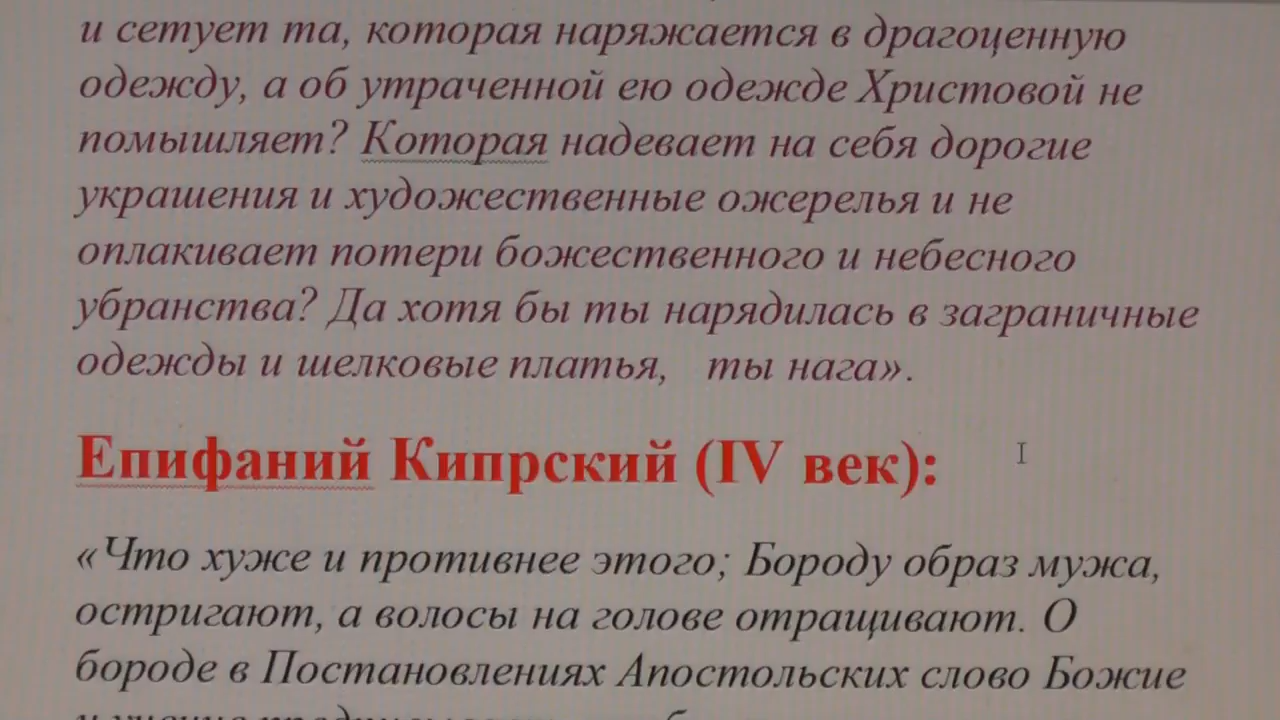 и сетует та, которая наряжается в драгоценную
одежду, а об утраченной ею одежде Христовой не
помышляет? Которая надевает на себя дорогие
украшения и художественные ожерелья и не
оплакивает потери божественного и небесного
убранства? Да хотя бы ты нарядилась в заграничные
одежды и шелковые платья, ты нага».
Епифаний Кипрский (IV век):
«Что хуже и противнее этого; Бороду образ мужа,
остригают, а волосы на голове отращивают. О
бороде в Постановлениях Апостольских слово Божие